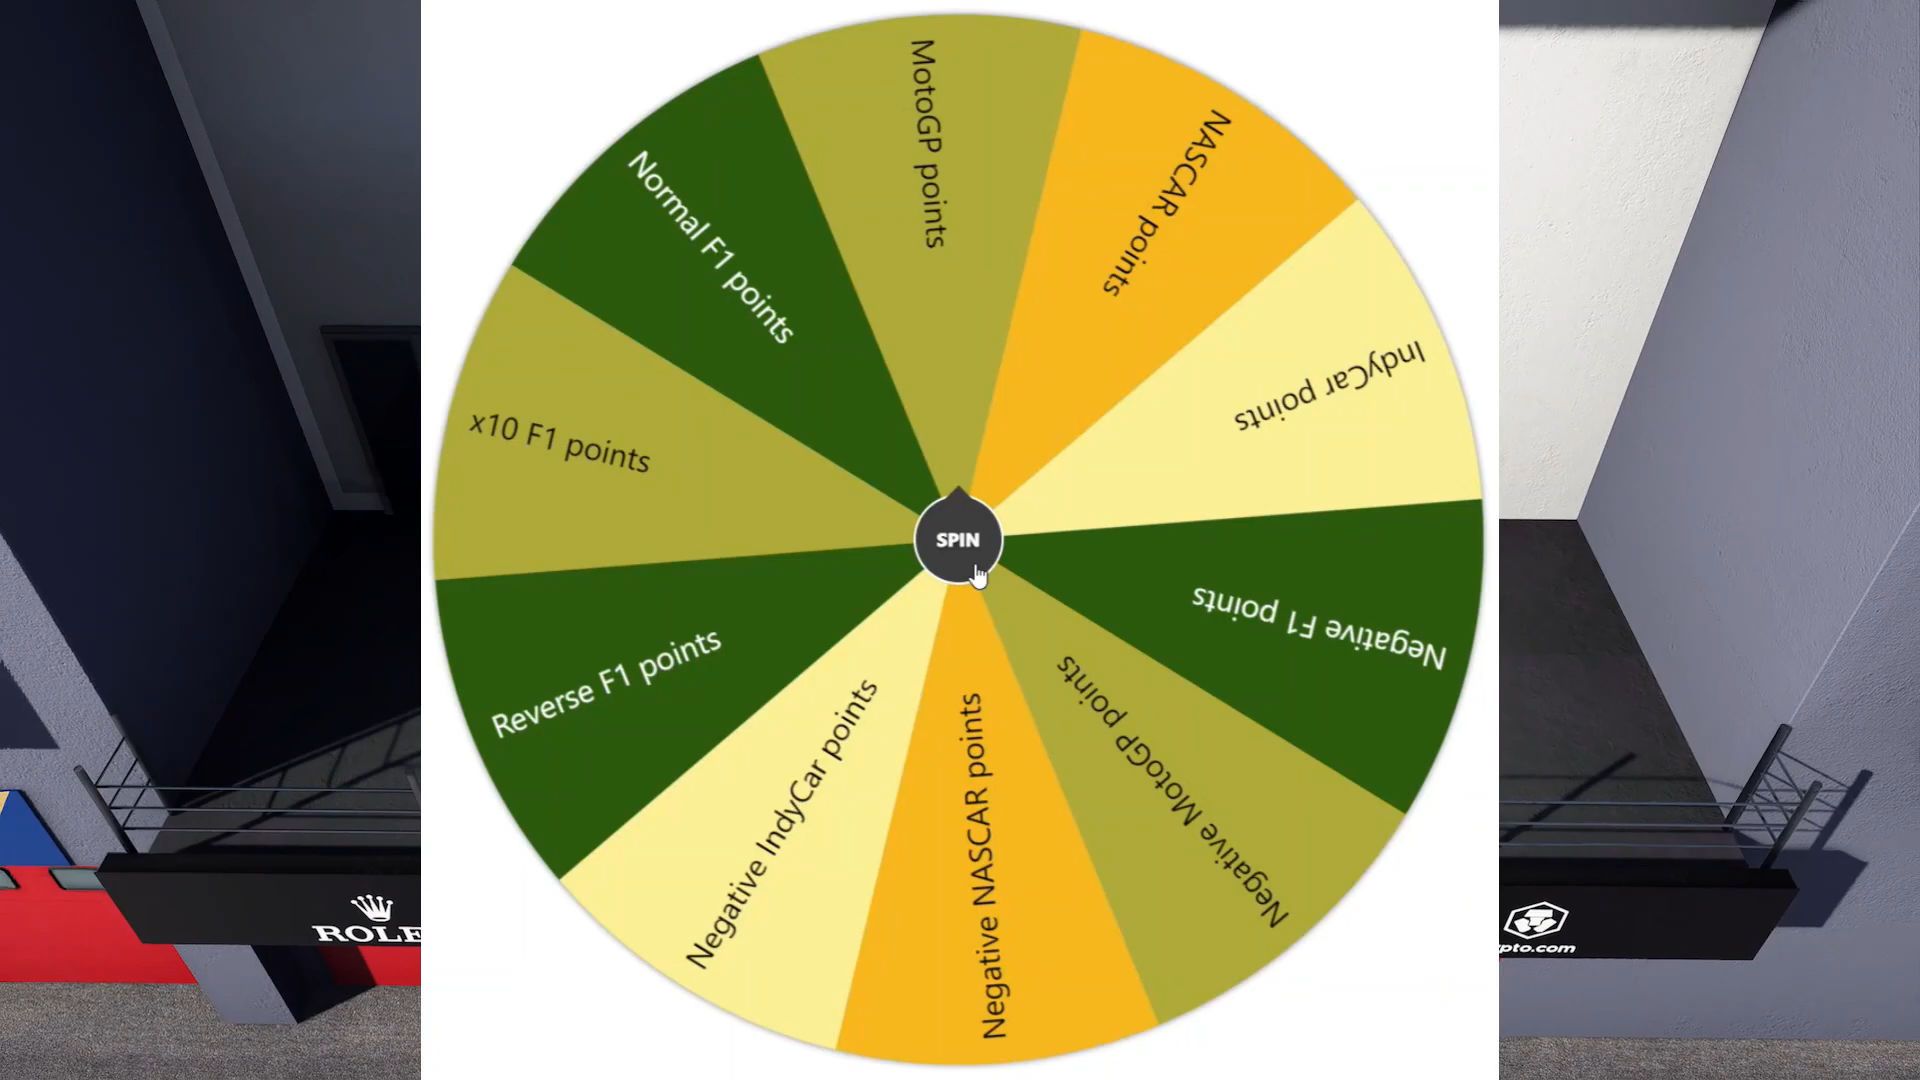 MotoGP points
NASCAR points
IndyCar points
Negative F1 points
Negative MotoGP points
Negative NASCAR points
Negative IndyCar points
Reverse F1 points
x10 F1 points
Normal F1 points
SPIN
ROLE
pto.com